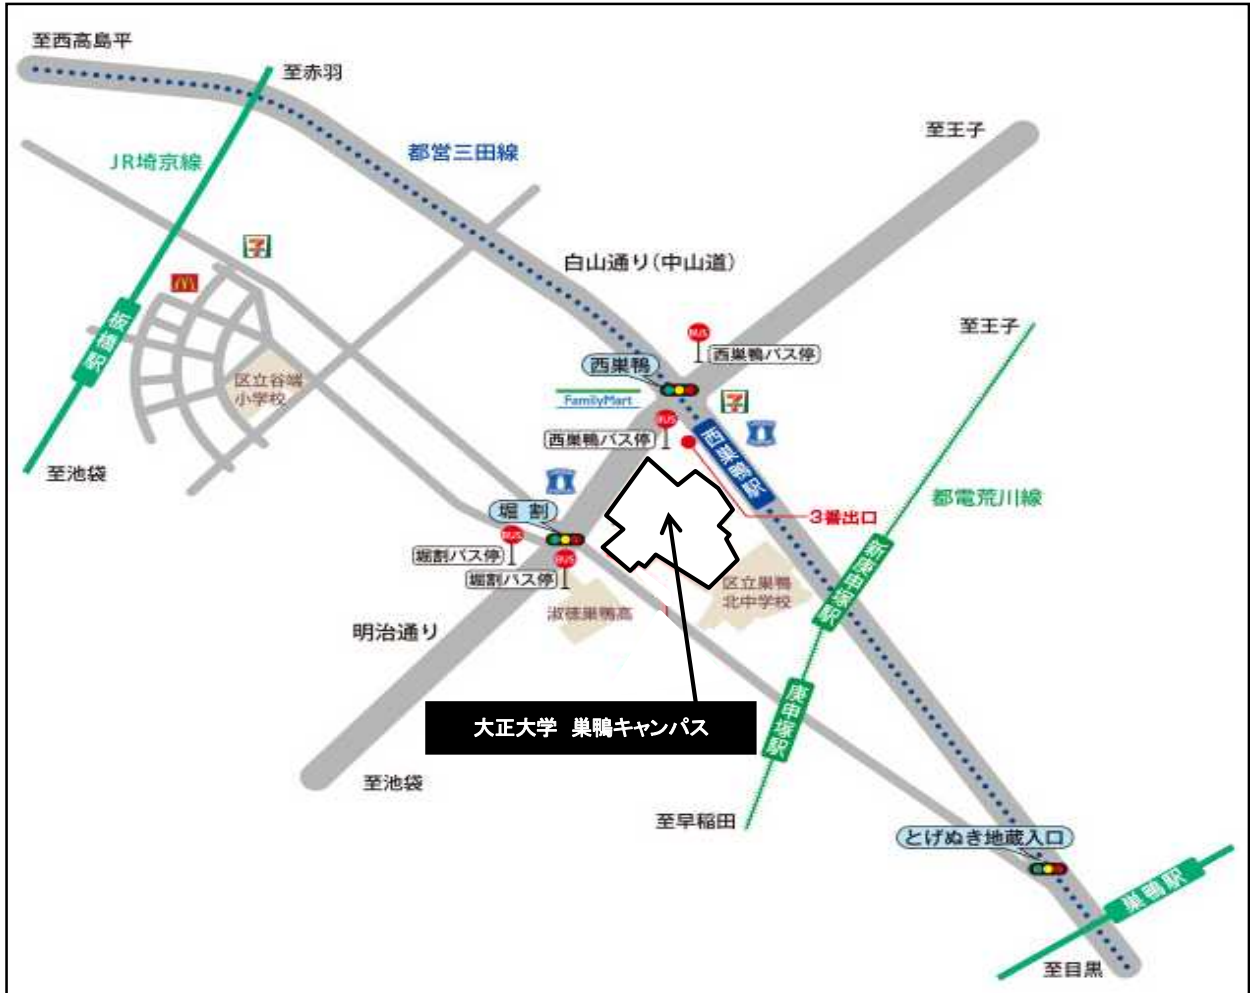 至西高島平
至赤羽
至王子
JR埼京線
都営三田線
白山通り(中山道)
至王子
BUS
西巣鴨バス停
西巣鴨
板橋駅
区立谷端
小学校
FamilyMart
7
7
BUS
西巣鴨バス停
西巣鴨駅
至池袋
都電荒川線
3番出口
堀 割
BUS
堀割バス停
BUS
堀割バス停
新庚申塚駅
区立巣鴨
北中学校
淑徳巣鴨高
明治通り
庚申塚駅
大正大学 巣鴨キャンパス
至池袋
至早稲田
とげぬき地蔵入口
巣鴨駅
至目黒